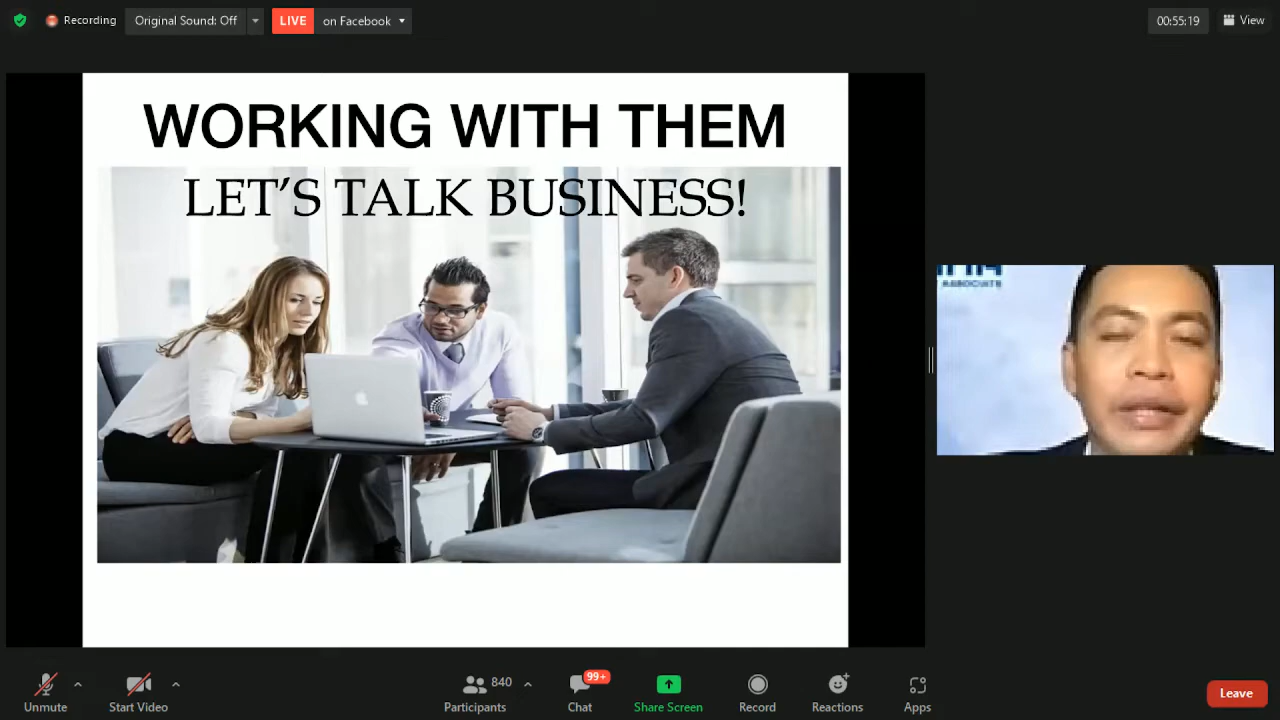 Recording
Original Sound: Off
LIVE on Facebook
00:55:19
View
WORKING WITH THEM
LET'S TALK BUSINESS!
ASSOCIATE
Unmute
Start Video
840
Participants
99+
Chat
Share Screen
Record
Reactions
Apps
Leave